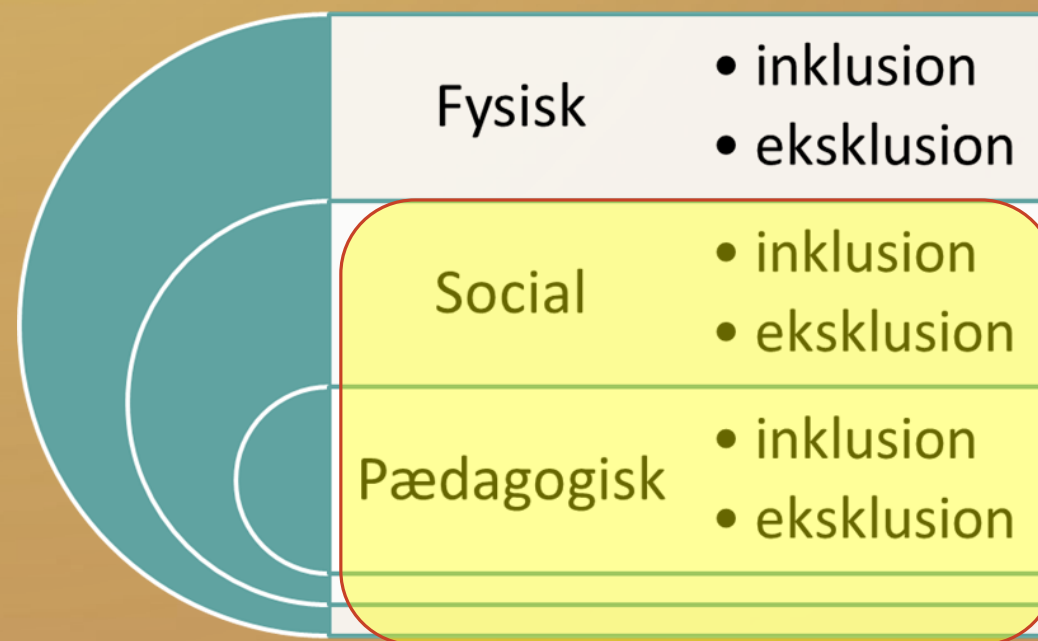 Fysisk
• inklusion
• eksklusion
Social
• inklusion
• eksklusion
Pædagogisk
• inklusion
• eksklusion